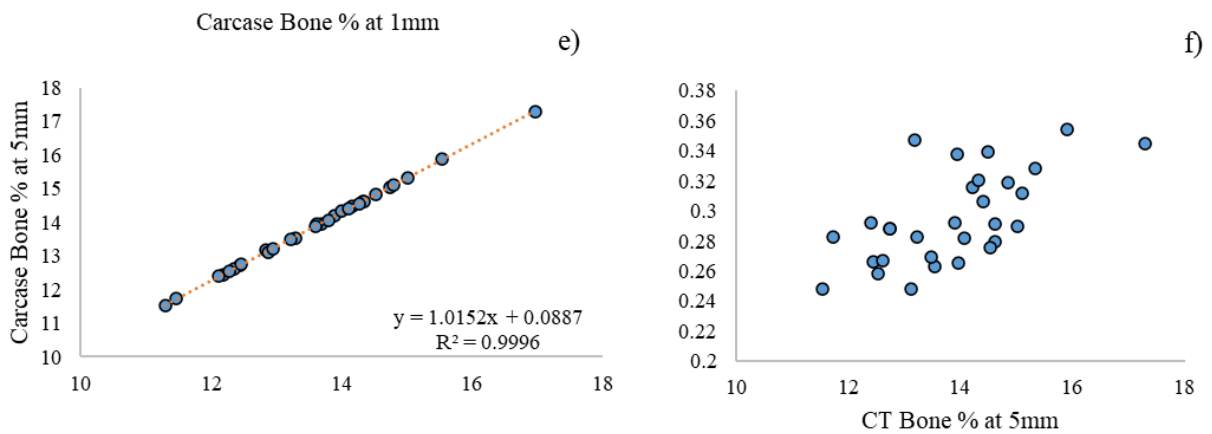 Carcase Bone % at 1mm
e)
18
17
16
15
14
13
12
11
10
Carcase Bone % at 5mm
y = 1.0152x + 0.0887
R² = 0.9996
10 12 14 16 18
f)
0.38
0.36
0.34
0.32
0.3
0.28
0.26
0.24
0.22
0.2
10 12 14 16 18
CT Bone % at 5mm